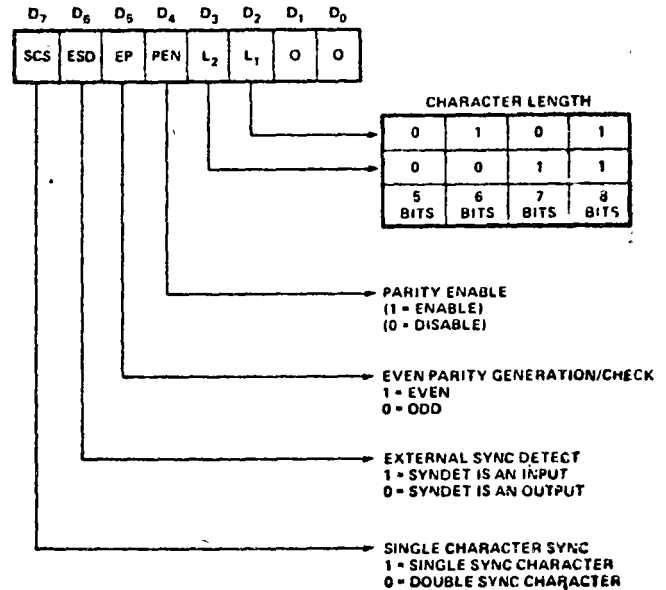 D₇ D₆ D₅ D₄ D₃ D₂ D₁ D₀
SCS ESD EP PEN L₂ L₁ 0 0
CHARACTER LENGTH
0 1 0 1
0 0 1 1
5 BITS 6 BITS 7 BITS 8 BITS
PARITY ENABLE
(1 = ENABLE)
(0 = DISABLE)
EVEN PARITY GENERATION/CHECK
1 = EVEN
0 = ODD
EXTERNAL SYNC DETECT
1 = SYNDET IS AN INPUT
0 = SYNDET IS AN OUTPUT
SINGLE CHARACTER SYNC
1 = SINGLE SYNC CHARACTER
0 = DOUBLE SYNC CHARACTER